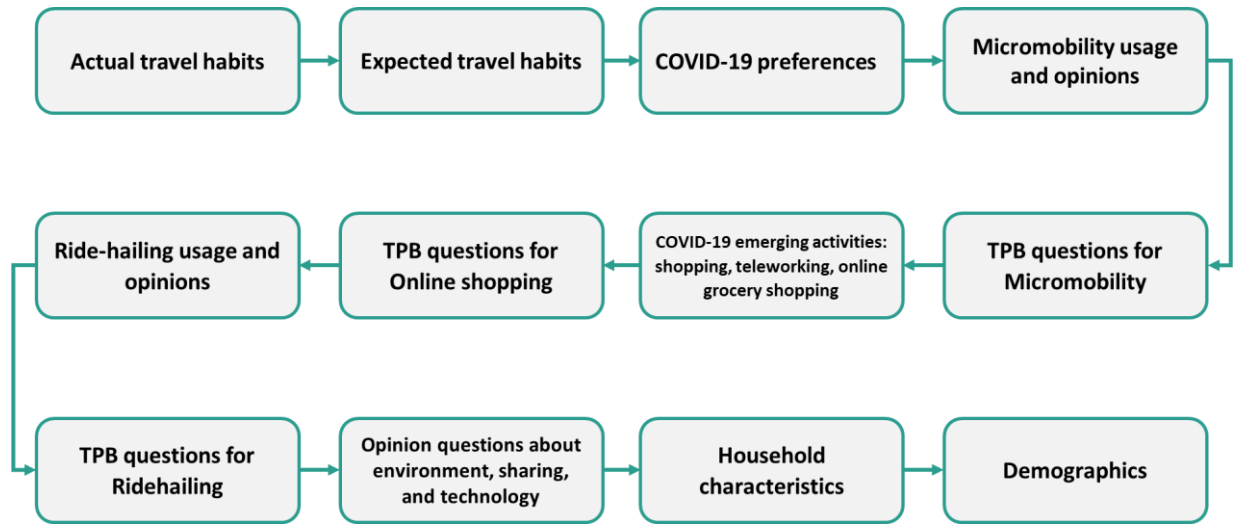 Actual travel habits
Expected travel habits
COVID-19 preferences
Micromobility usage
and opinions
Ride-hailing usage and
opinions
TPB questions for
Online shopping
COVID-19 emerging activities:
shopping, teleworking, online
grocery shopping
TPB questions for
Micromobility
TPB questions for
Ridehailing
Opinion questions about
environment, sharing,
and technology
Household
characteristics
Demographics